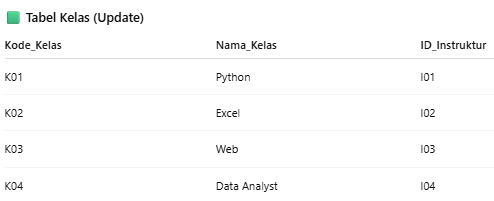 Tabel Kelas (Update)
Kode_Kelas Nama_Kelas ID_Instruktur
K01 Python I01
K02 Excel I02
K03 Web I03
K04 Data Analyst I04